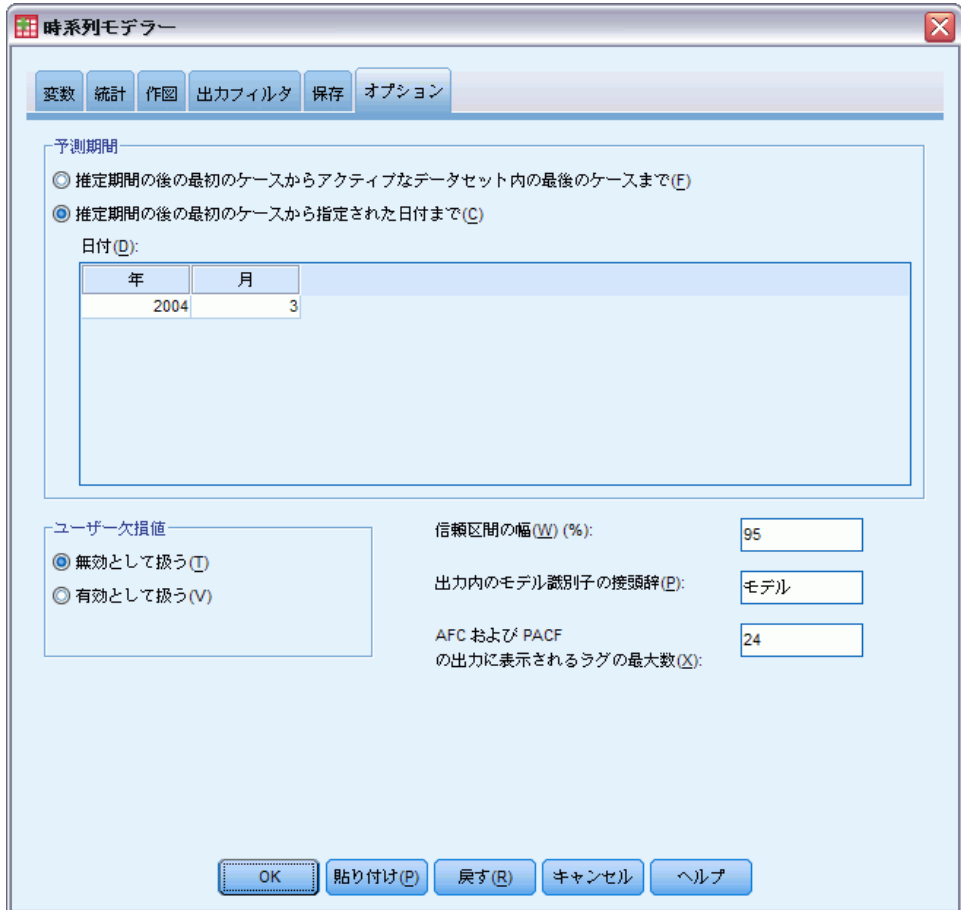 時系列モデラー
変数 統計 作図 出力フィルタ 保存 オプション
予測期間
推定期間の後の最初のケースからアクティブなデータセット内の最後のケースまで(F)
推定期間の後の最初のケースから指定された日付まで(C)
日付(D):
年 月
2004 3
ユーザー欠損値
無効として扱う(T)
有効として扱う(V)
信頼区間の幅(W) (%):
95
出力内のモデル識別子の接頭辞(P):
モデル
AFC および PACF
の出力に表示されるラグの最大数(X):
24
OK 貼り付け(P) 戻す(R) キャンセル ヘルプ